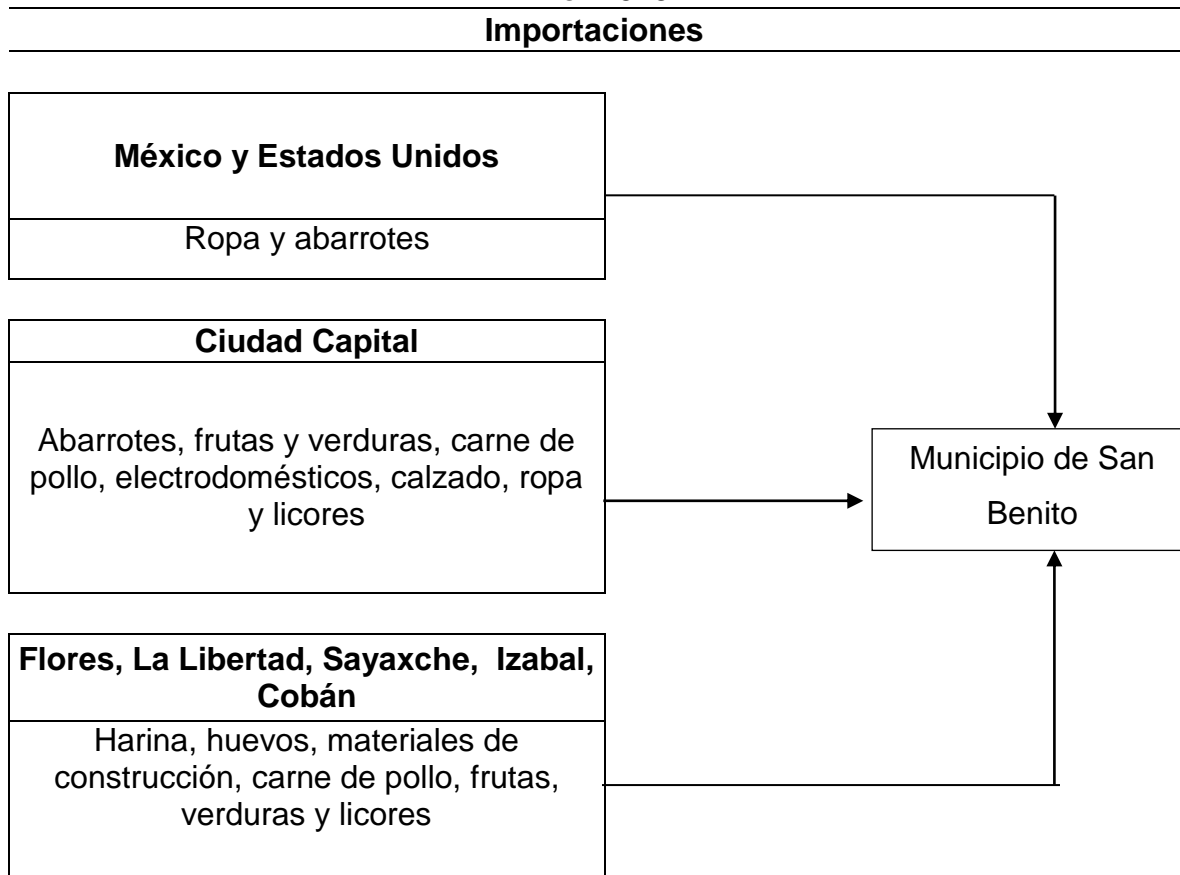 Importaciones
México y Estados Unidos
Ropa y abarrotes
Ciudad Capital
Abarrotes, frutas y verduras, carne de
pollo, electrodomésticos, calzado, ropa
y licores
Municipio de San
Benito
Flores, La Libertad, Sayaxche, Izabal,
Cobán
Harina, huevos, materiales de
construcción, carne de pollo, frutas,
verduras y licores